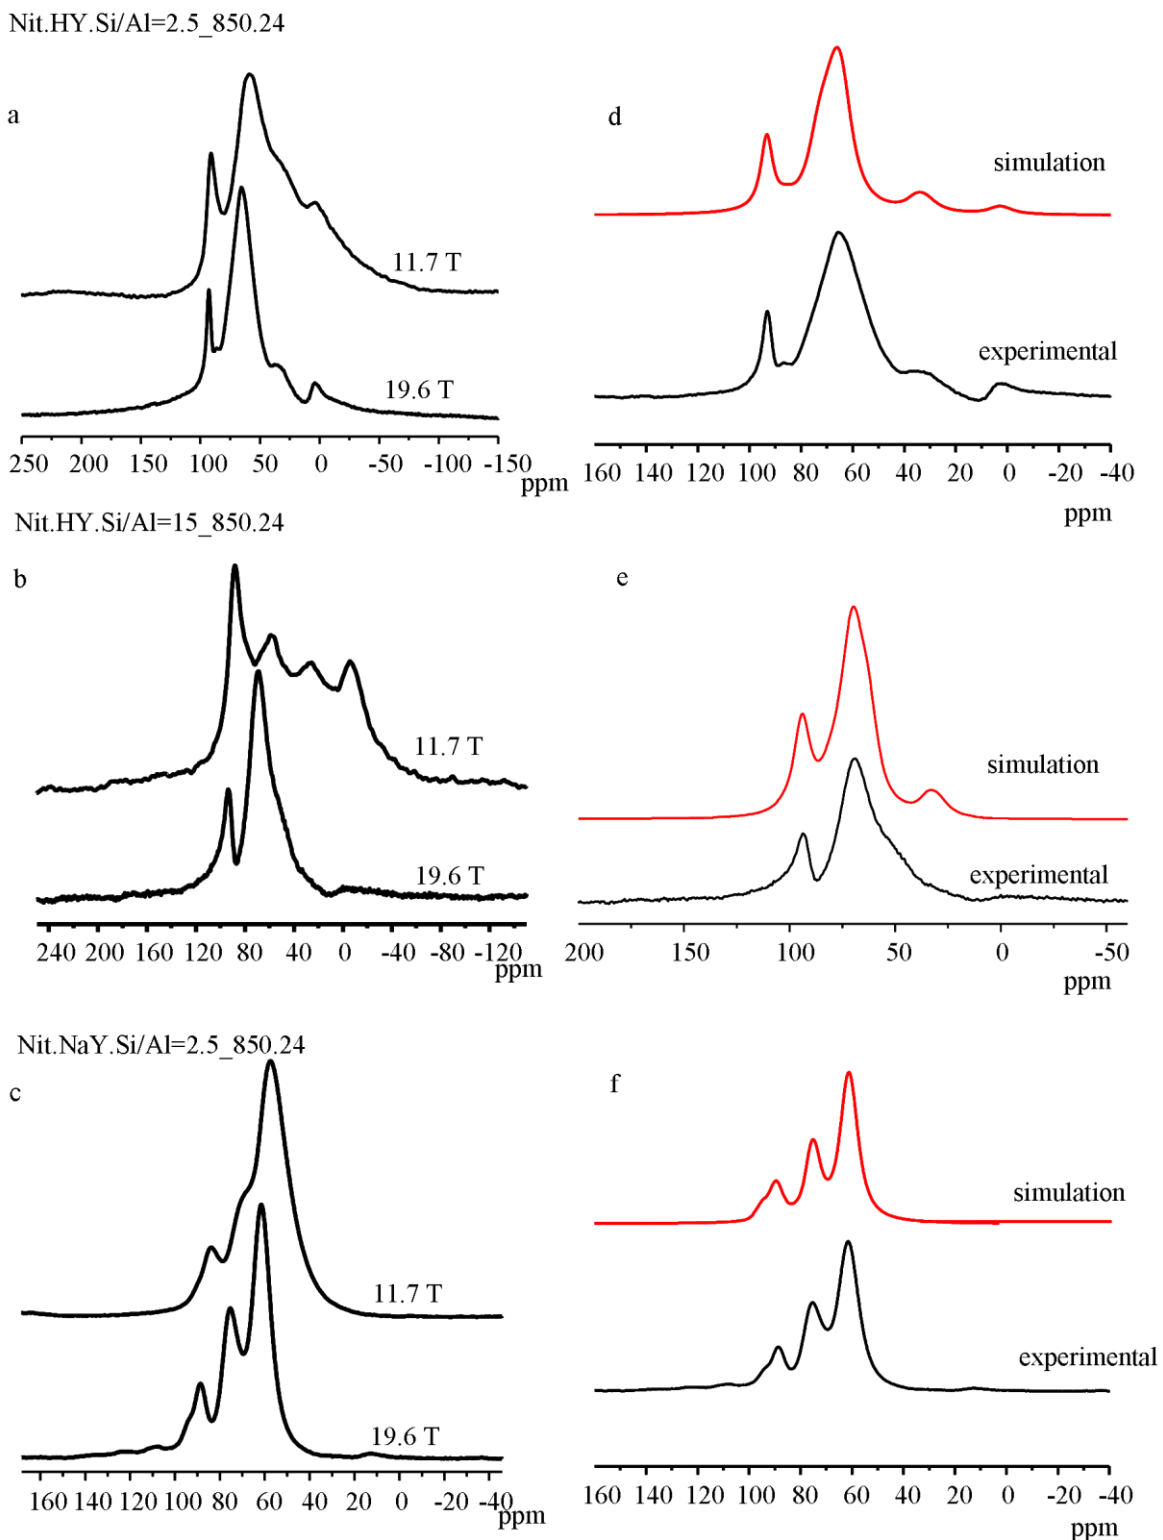 Nit.HY.Si/Al=2.5_850.24
a
11.7 T
19.6 T
250 200 150 100 50 0 -50 -100 -150
ppm
d
simulation
experimental
160 140 120 100 80 60 40 20 0 -20 -40
ppm
Nit.HY.Si/Al=15_850.24
b
11.7 T
19.6 T
240 200 160 120 80 40 0 -40 -80 -120
ppm
e
simulation
experimental
200 150 100 50 0 -50
ppm
Nit.NaY.Si/Al=2.5_850.24
c
11.7 T
19.6 T
160 140 120 100 80 60 40 20 0 -20 -40
ppm
f
simulation
experimental
160 140 120 100 80 60 40 20 0 -20 -40
ppm